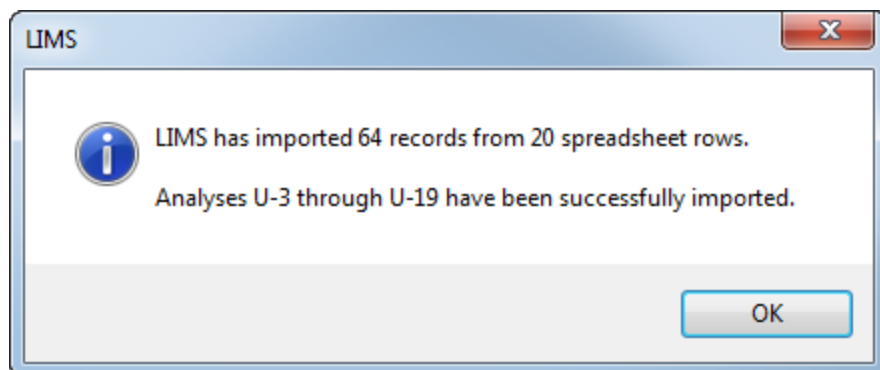 LIMS
LIMS has imported 64 records from 20 spreadsheet rows.
Analyses U-3 through U-19 have been successfully imported.
OK